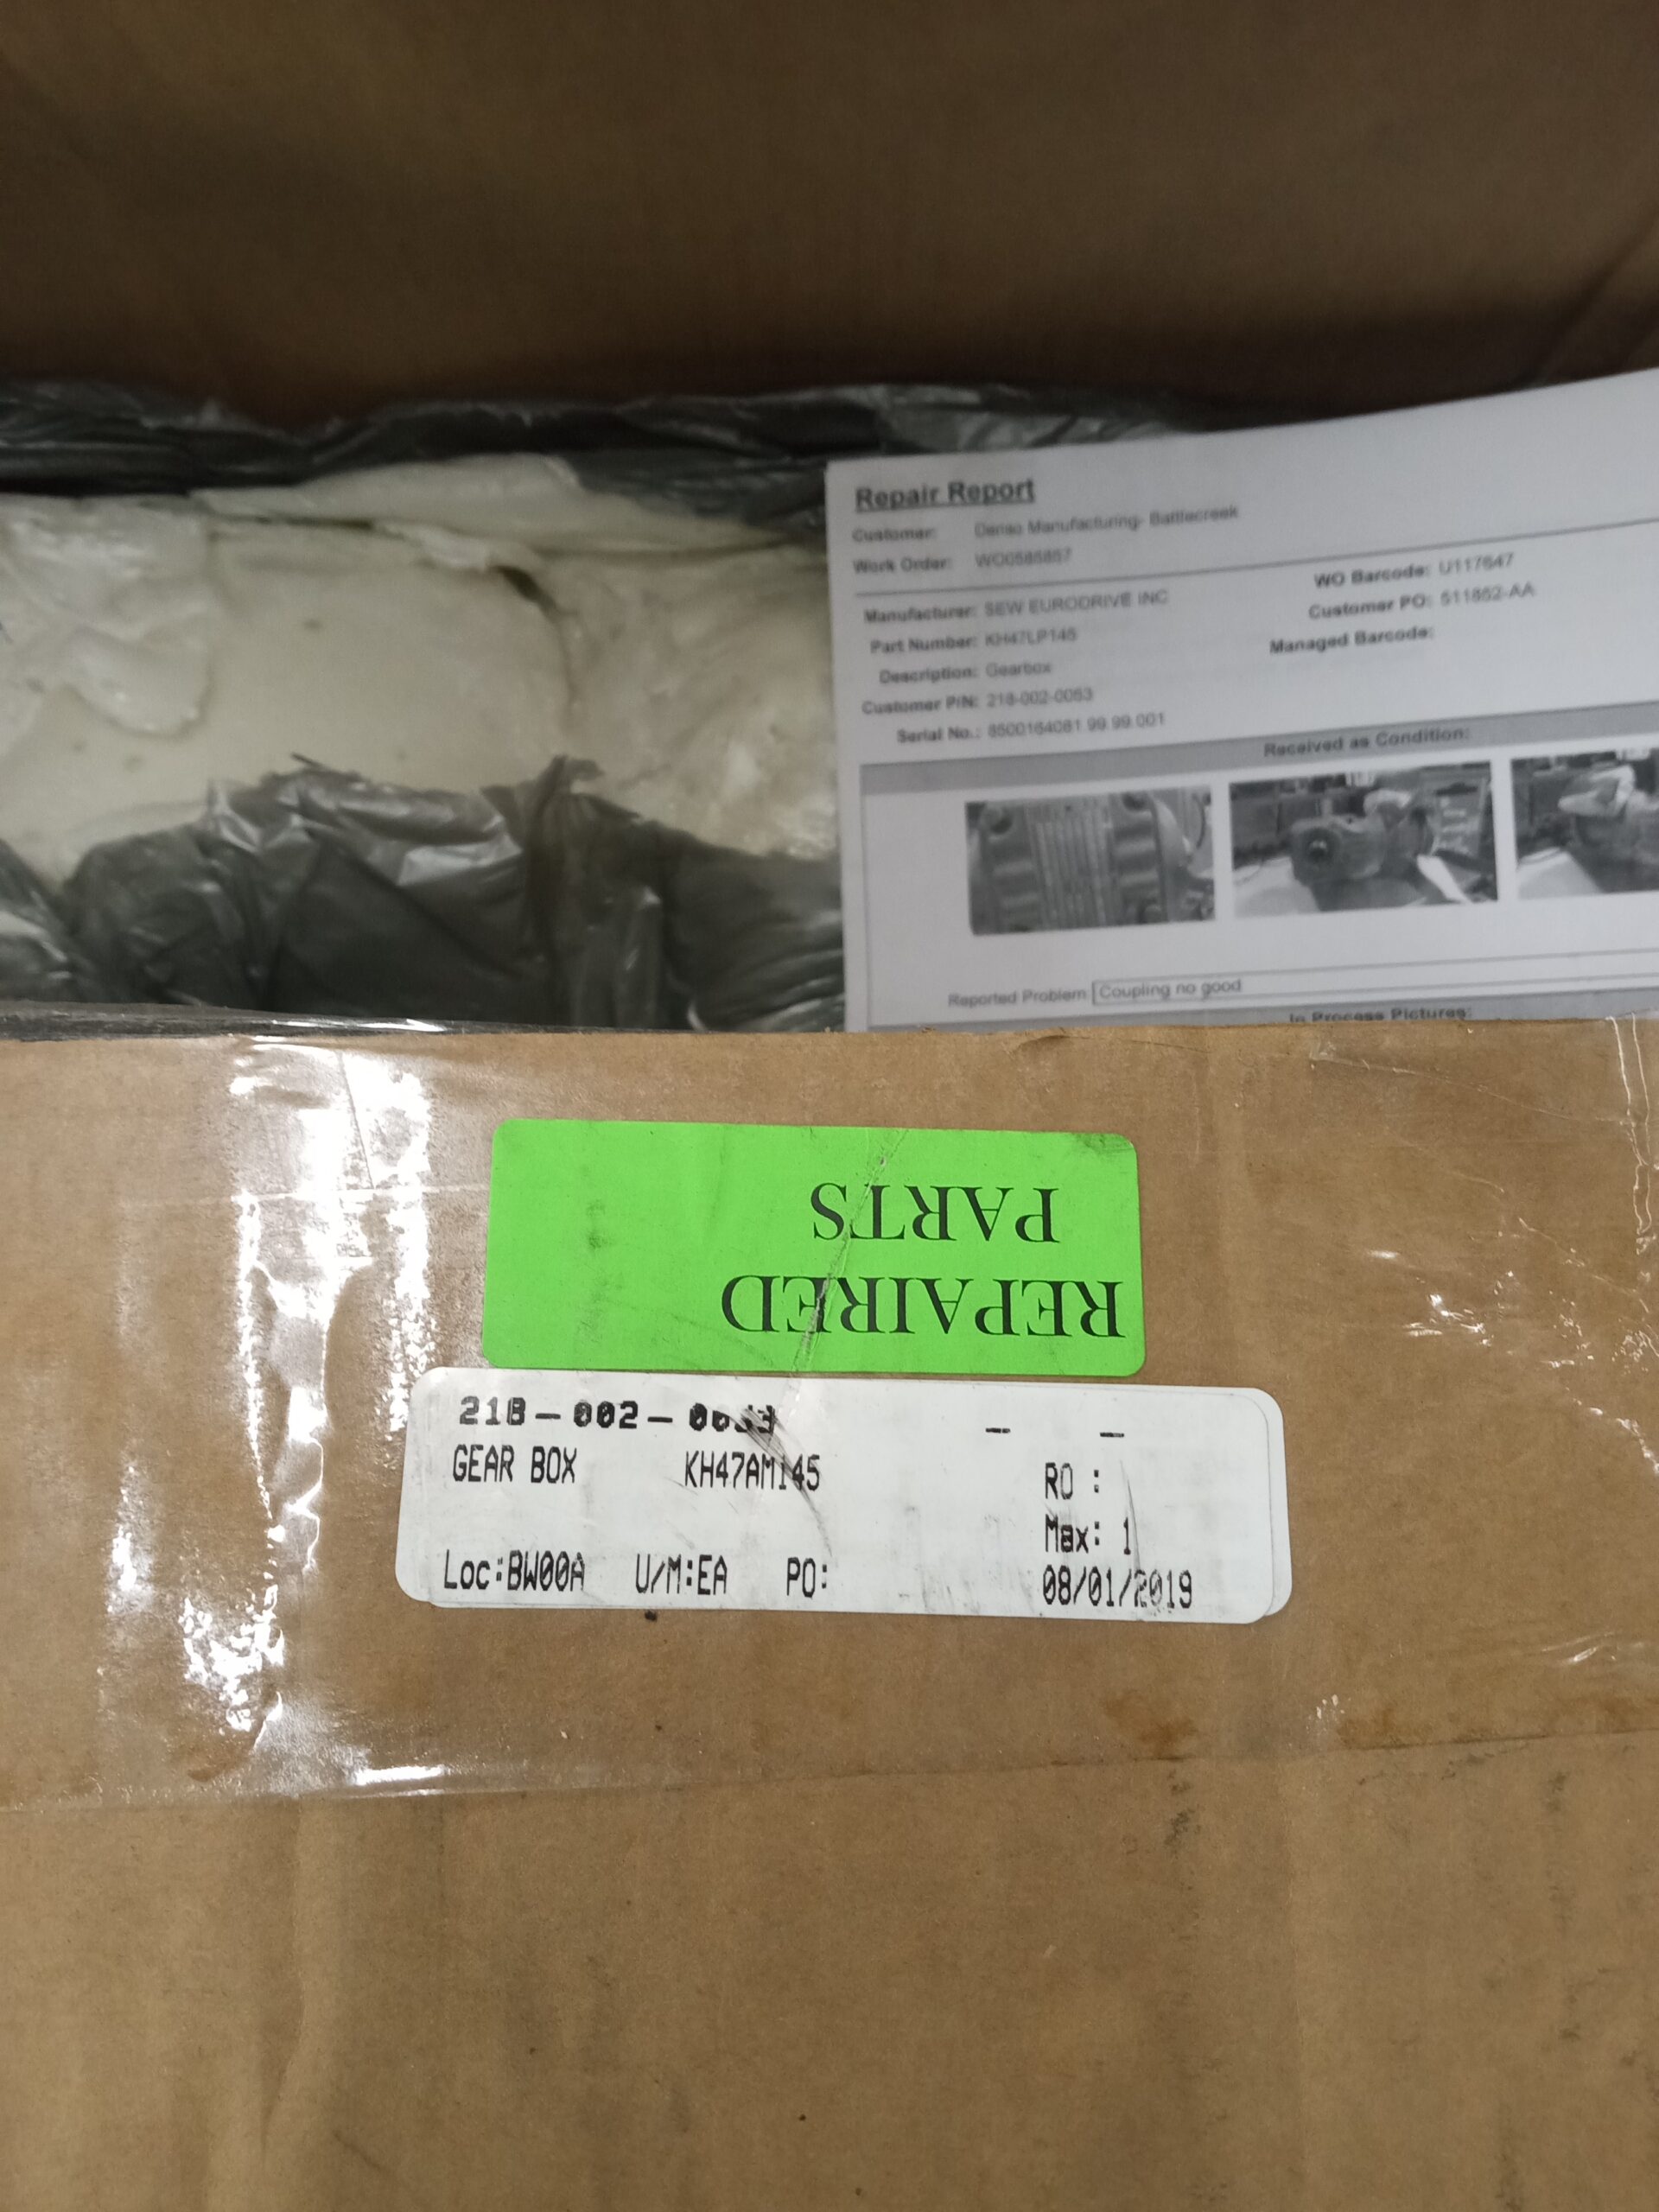 Repair Report
Customer: Denso Manufacturing- Battlecreek
Work Order: WO0585857
WO Barcode: U117647
Manufacturer: SEW EURODRIVE INC
Customer PO: 511852-AA
Part Number: KH47LP145
Managed Barcode:
Description: Gearbox
Customer P/N: 218-002-0053
Serial No.: 8500164081.99.99.001
Received as Condition:
Reported Problem Coupling no good
In Process Pictures:
REPAIRED
PARTS
GEAR BOX KH47AM145
RO :
Max: 1
Loc:BW00A U/M:EA PO: 08/01/2019